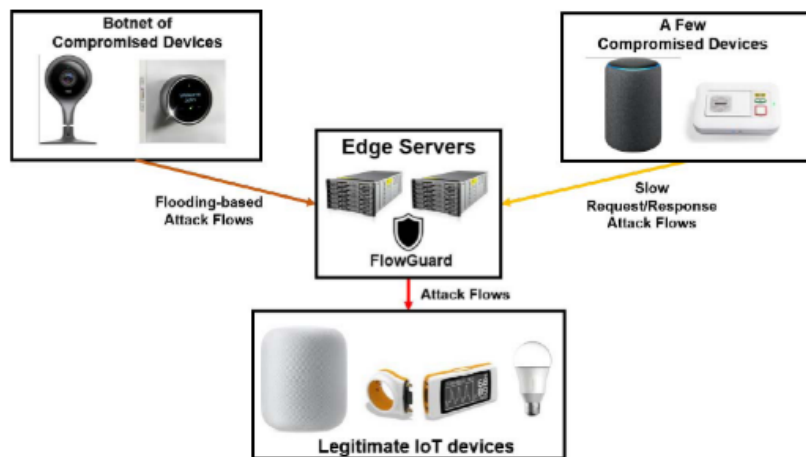 Botnet of
Compromised Devices
A Few
Compromised Devices
Edge Servers
Flooding-based
Attack Flows
Slow
Request/Response
Attack Flows
FlowGuard
Attack Flows
Legitimate IoT devices